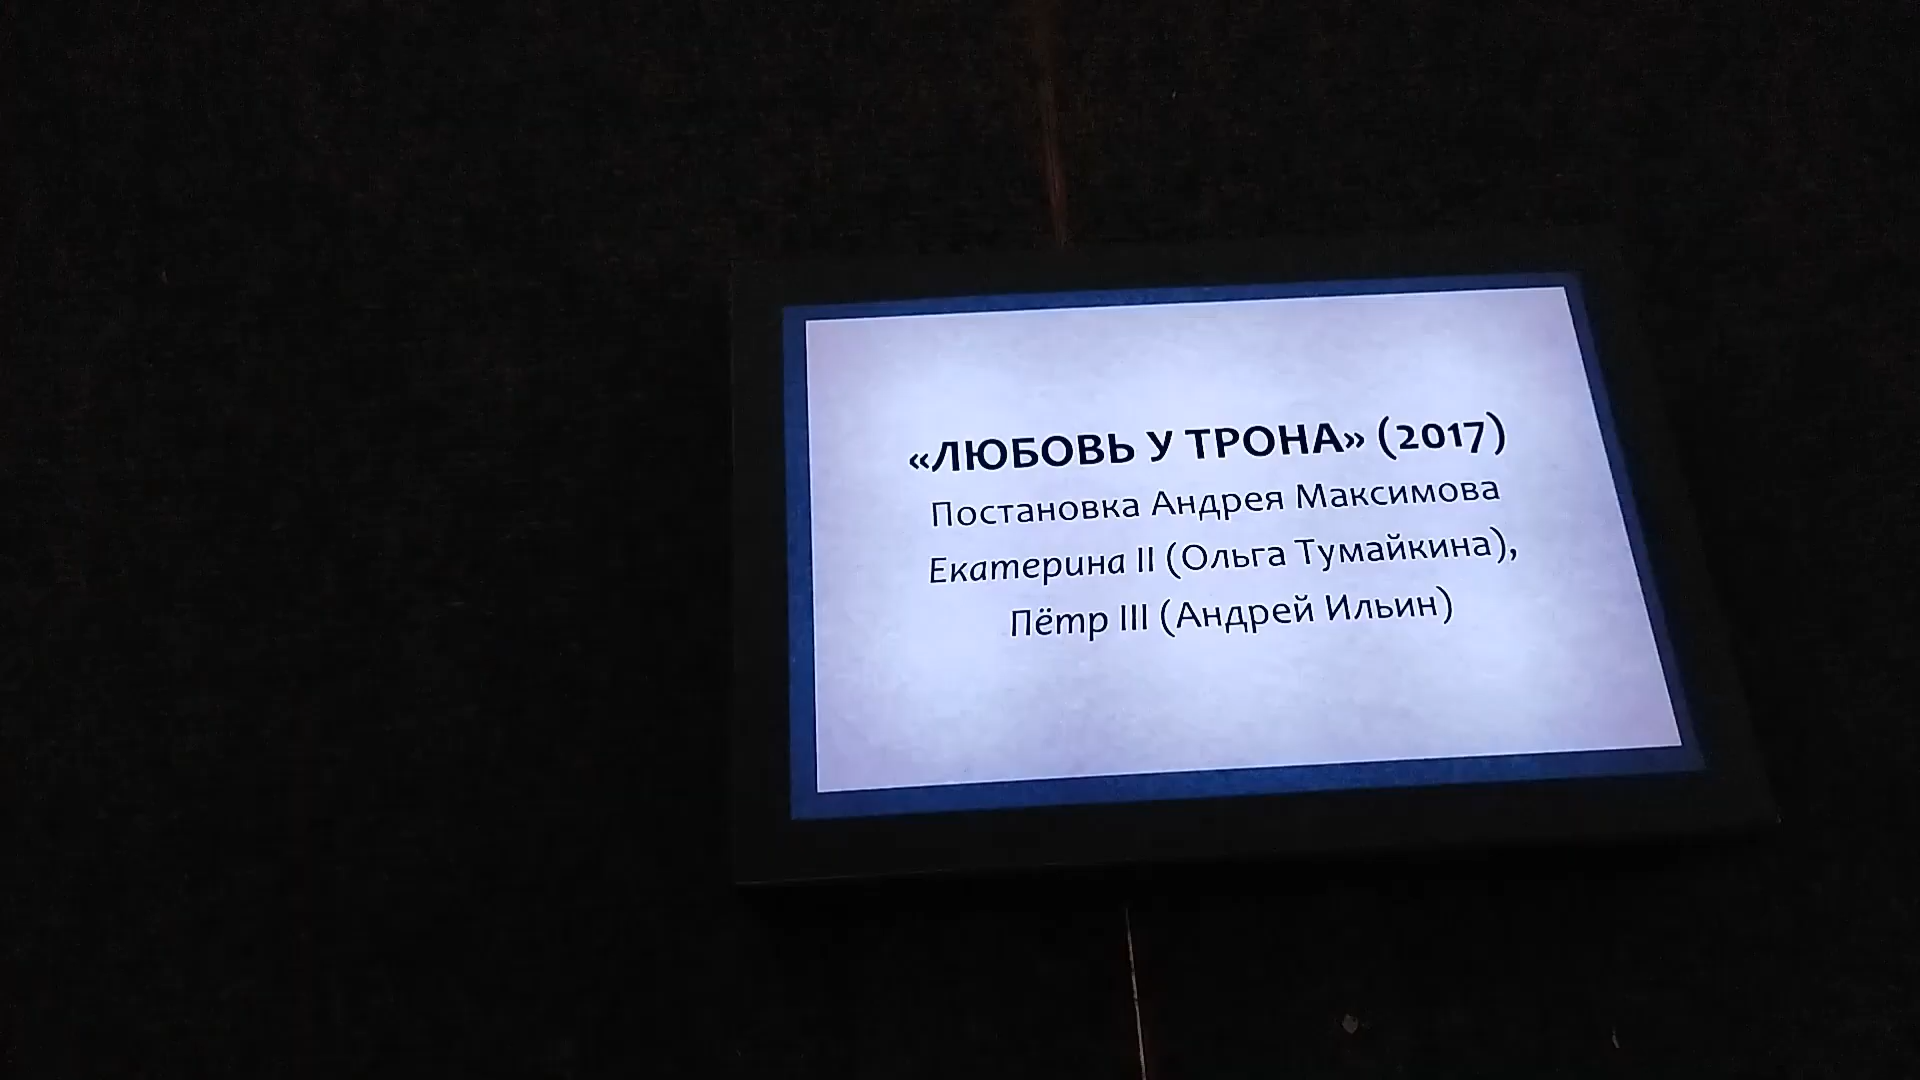 «ЛЮБОВЬ У ТРОНА» (2017)
Постановка Андрея Максимова
Екатерина II (Ольга Тумайкина),
Пётр III (Андрей Ильин)